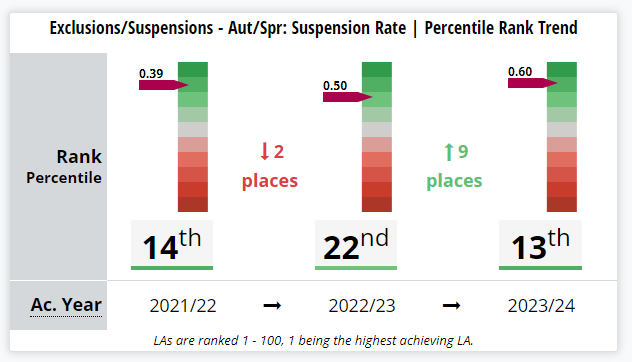 Exclusions/Suspensions - Aut/Spr: Suspension Rate | Percentile Rank Trend
0.39
0.50
0.60
Rank
Percentile
↓ 2
places
↑ 9
places
14th
22nd
13th
Ac. Year
2021/22 → 2022/23 → 2023/24
LAs are ranked 1 - 100, 1 being the highest achieving LA.